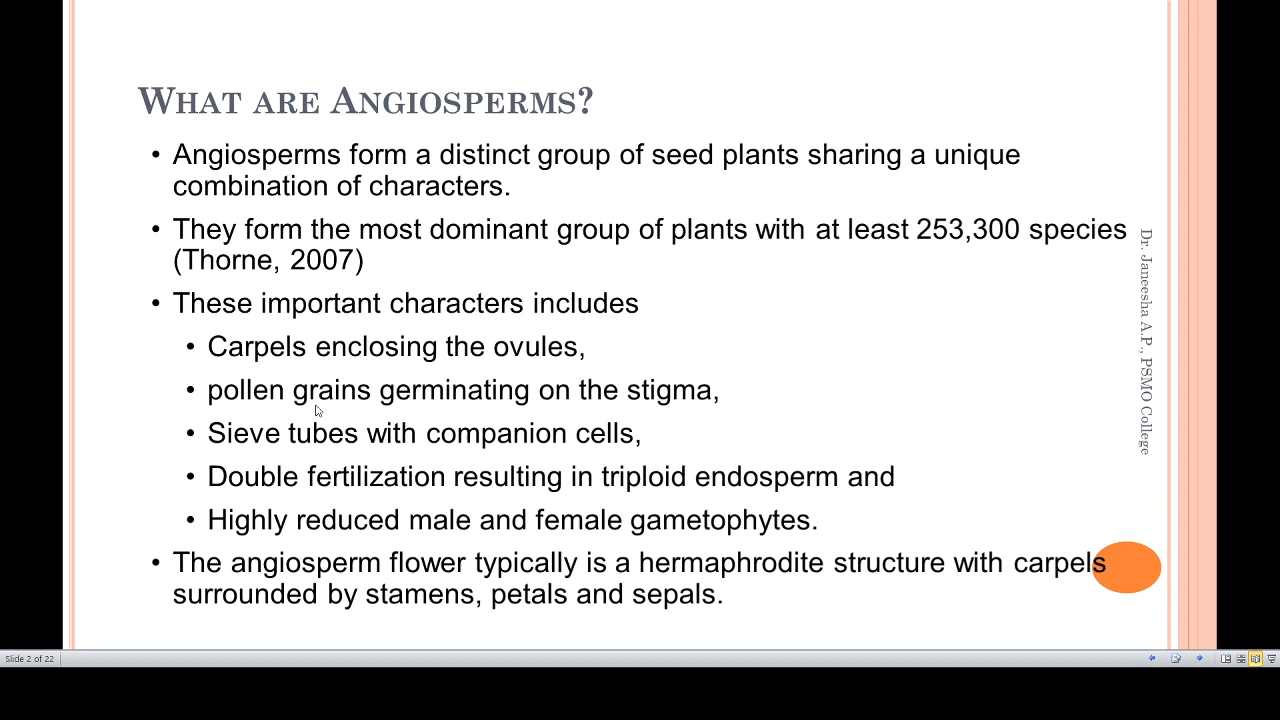 WHAT ARE ANGIOSPERMS?
• Angiosperms form a distinct group of seed plants sharing a unique
combination of characters.
• They form the most dominant group of plants with at least 253,300 species
(Thorne, 2007)
• These important characters includes
• Carpels enclosing the ovules,
• pollen grains germinating on the stigma,
• Sieve tubes with companion cells,
• Double fertilization resulting in triploid endosperm and
• Highly reduced male and female gametophytes.
• The angiosperm flower typically is a hermaphrodite structure with carpels
surrounded by stamens, petals and sepals.
Dr. Janeesha A.P., PSMO College
Slide 2 of 22